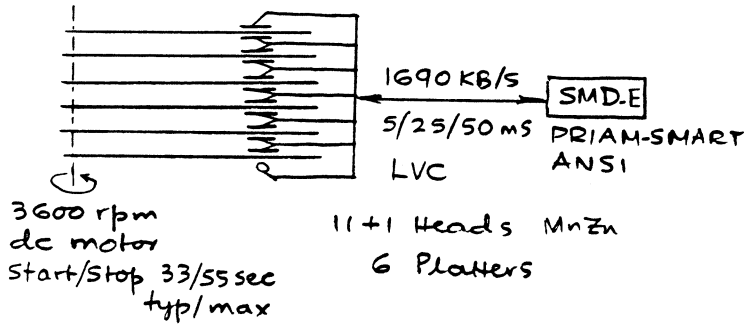 1690 KB/S
SMD-E
5/25/50 ms
PRIAM-SMART
ANSI
LVC
3600 rpm
dc motor
Start/Stop 33/55 sec
typ/max
11+1 Heads MnZn
6 Platters